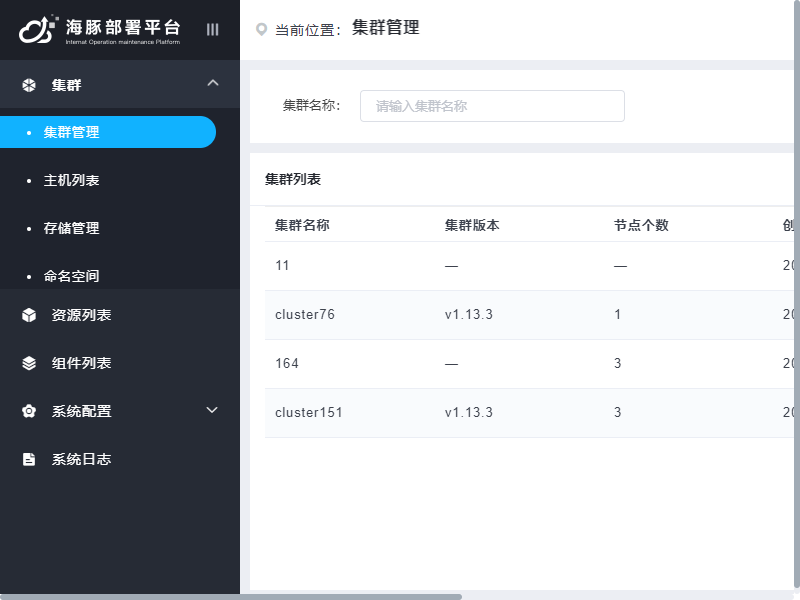 海豚部署平台
Internat Operation maintenance Platform
当前位置： 集群管理
集群
集群管理
主机列表
存储管理
命名空间
资源列表
组件列表
系统配置
系统日志
集群名称： 请输入集群名称
集群列表
集群名称 集群版本 节点个数 创
11 — — 20
cluster76 v1.13.3 1 20
164 — 3 20
cluster151 v1.13.3 3 20